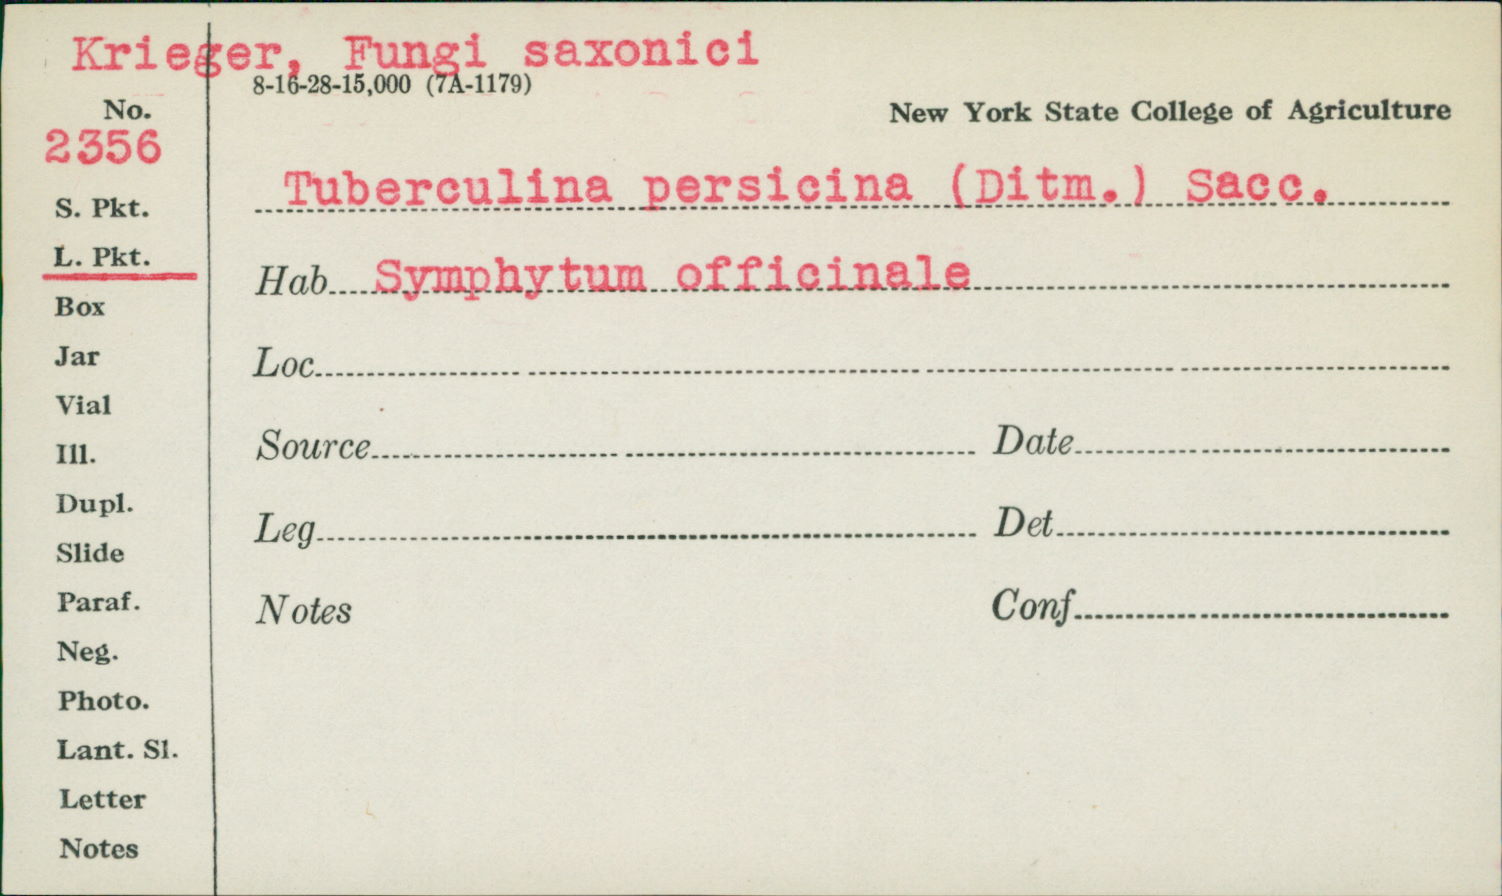 Krieger, Fungi saxonici
8-16-28-15,000 (7A-1179)
No.
New York State College of Agriculture
2356
Tuberculina persicina (Ditm.) Sacc.
S. Pkt.
L. Pkt.
Hab Symphytum officinale
Box
Jar
Loc
Vial
Source Date
Ill.
Dupl.
Leg Det
Slide
Paraf.
Notes Conf
Neg.
Photo.
Lant. Sl.
Letter
Notes